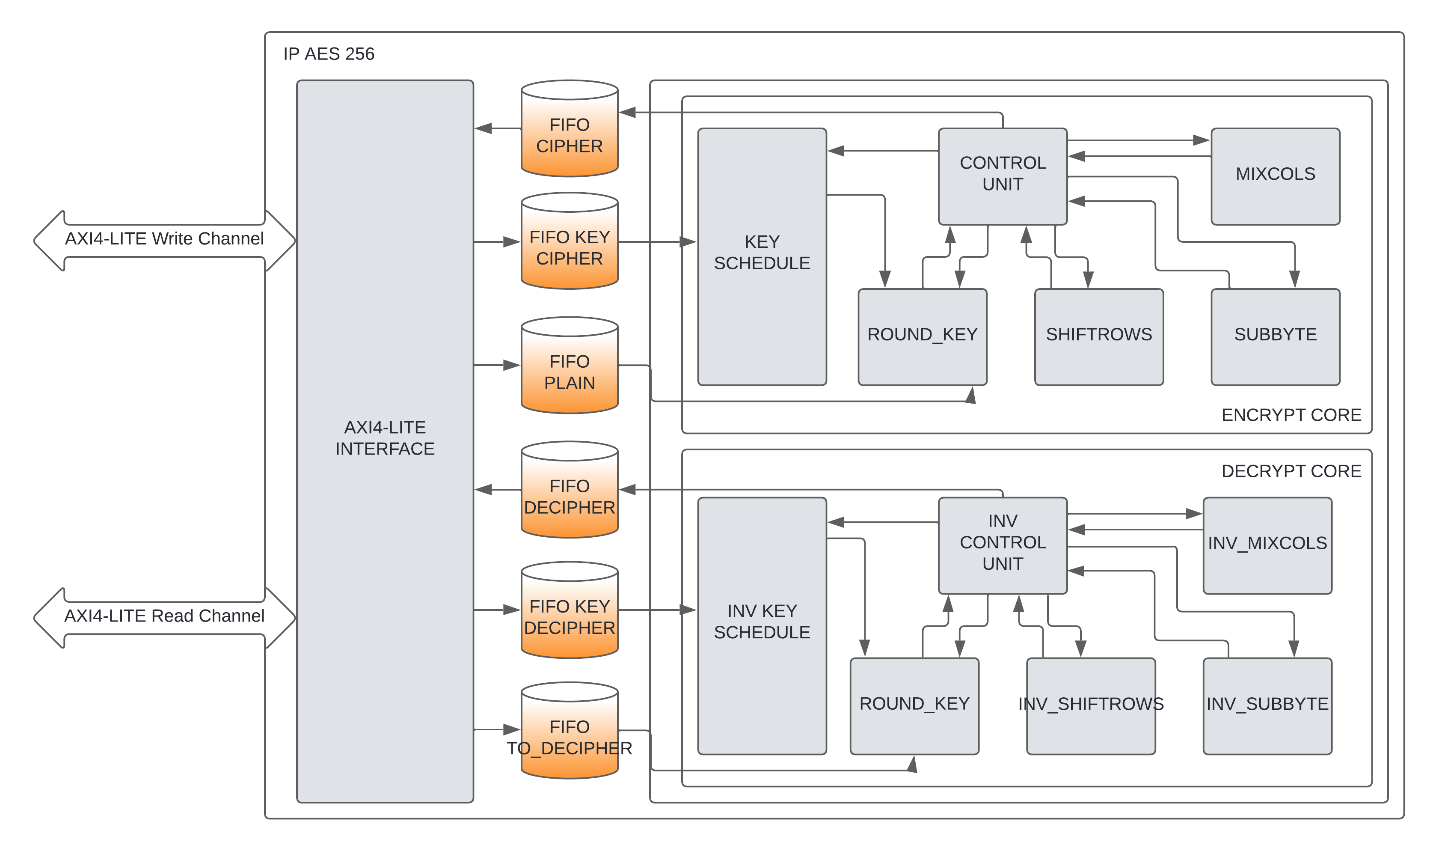 IP AES 256
AXI4-LITE Write Channel
AXI4-LITE Read Channel
AXI4-LITE
INTERFACE
FIFO
CIPHER
FIFO KEY
CIPHER
FIFO
PLAIN
FIFO
DECIPHER
FIFO KEY
DECIPHER
FIFO
TO_DECIPHER
KEY
SCHEDULE
CONTROL
UNIT
MIXCOLS
ROUND_KEY
SHIFTROWS
SUBBYTE
ENCRYPT CORE
DECRYPT CORE
INV KEY
SCHEDULE
INV
CONTROL
UNIT
INV_MIXCOLS
ROUND_KEY
INV_SHIFTROWS
INV_SUBBYTE